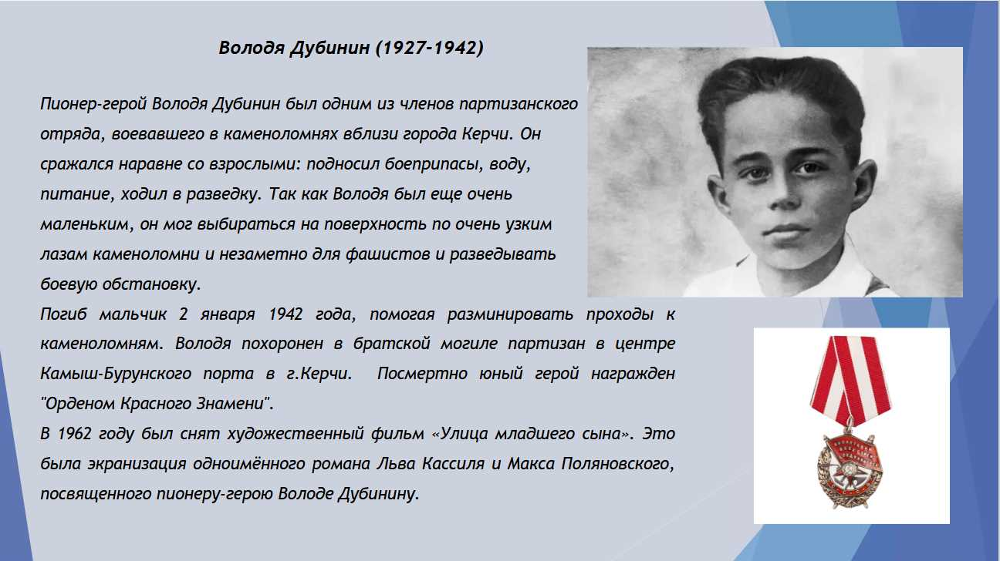 Володя Дубинин (1927-1942)
Пионер-герой Володя Дубинин был одним из членов партизанского
отряда, воевавшего в каменоломнях вблизи города Керчи. Он
сражался наравне со взрослыми: подносил боеприпасы, воду,
питание, ходил в разведку. Так как Володя был еще очень
маленьким, он мог выбираться на поверхность по очень узким
лазам каменоломни и незаметно для фашистов и разведывать
боевую обстановку.
Погиб мальчик 2 января 1942 года, помогая разминировать проходы к
каменоломням. Володя похоронен в братской могиле партизан в центре
Камыш-Бурунского порта в г.Керчи. Посмертно юный герой награжден
"Орденом Красного Знамени".
В 1962 году был снят художественный фильм «Улица младшего сына». Это
была экранизация одноимённого романа Льва Кассиля и Макса Поляновского,
посвященного пионеру-герою Володе Дубинину.